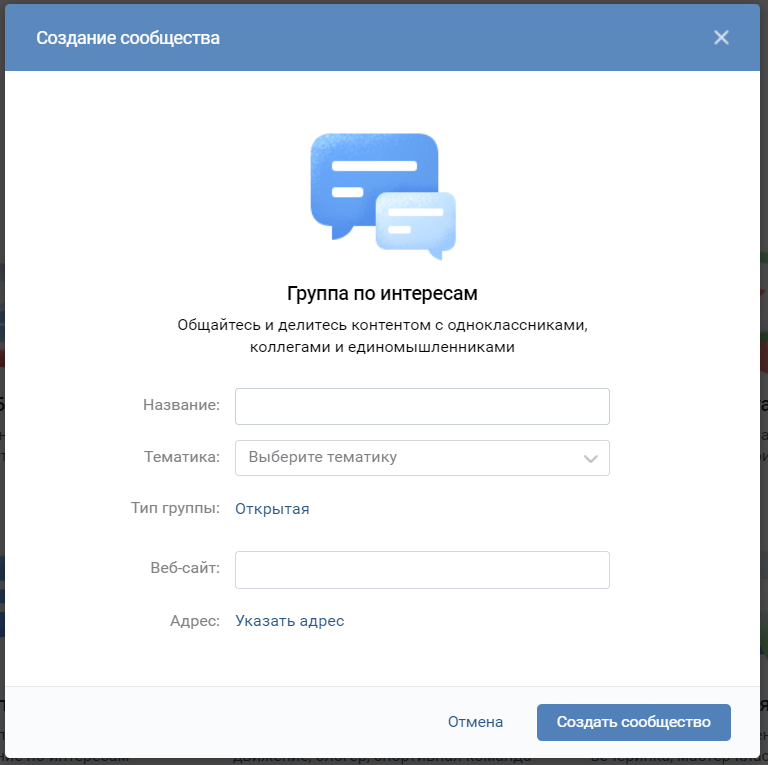 Создание сообщества
Группа по интересам
Общайтесь и делитесь контентом с одноклассниками,
коллегами и единомышленниками
Название:
Тематика: Выберите тематику
Тип группы: Открытая
Веб-сайт:
Адрес: Указать адрес
Отмена Создать сообщество